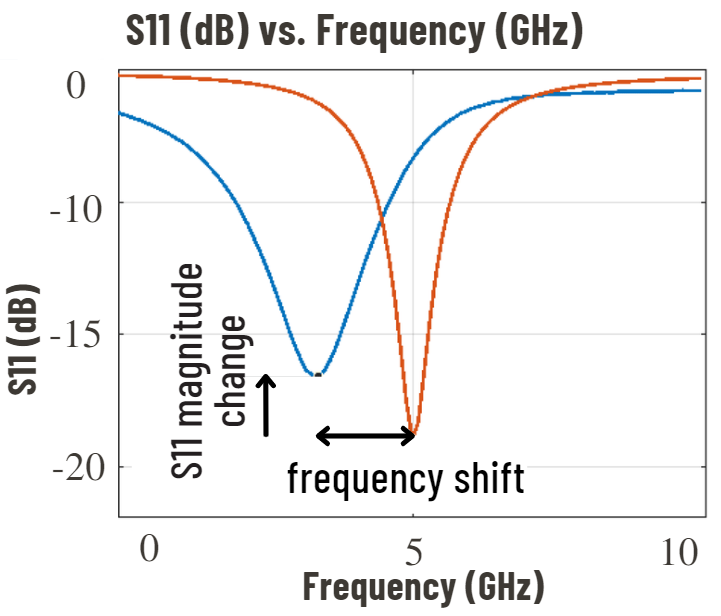 S11 (dB) vs. Frequency (GHz)
0
-10
-15
-20
S11 (dB)
S11 magnitude
change
frequency shift
0
5
10
Frequency (GHz)